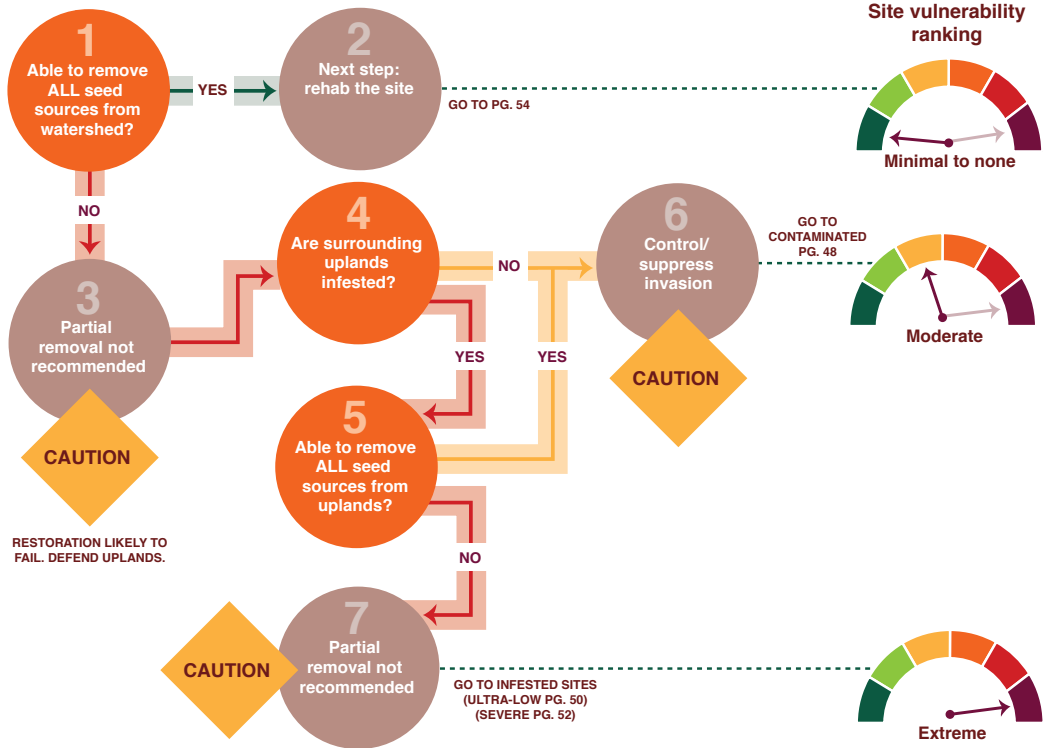 Site vulnerability
ranking
1
Able to remove
ALL seed
sources from
watershed?
YES
2
Next step:
rehab the site
GO TO PG. 54
Minimal to none
NO
3
Partial
removal not
recommended
CAUTION
RESTORATION LIKELY TO
FAIL. DEFEND UPLANDS.
4
Are surrounding
uplands
infested?
NO
YES
YES
6
Control/
suppress
invasion
CAUTION
GO TO
CONTAMINATED
PG. 48
Moderate
5
Able to remove
ALL seed
sources from
uplands?
NO
7
Partial
removal not
recommended
CAUTION
GO TO INFESTED SITES
(ULTRA-LOW PG. 50)
(SEVERE PG. 52)
Extreme